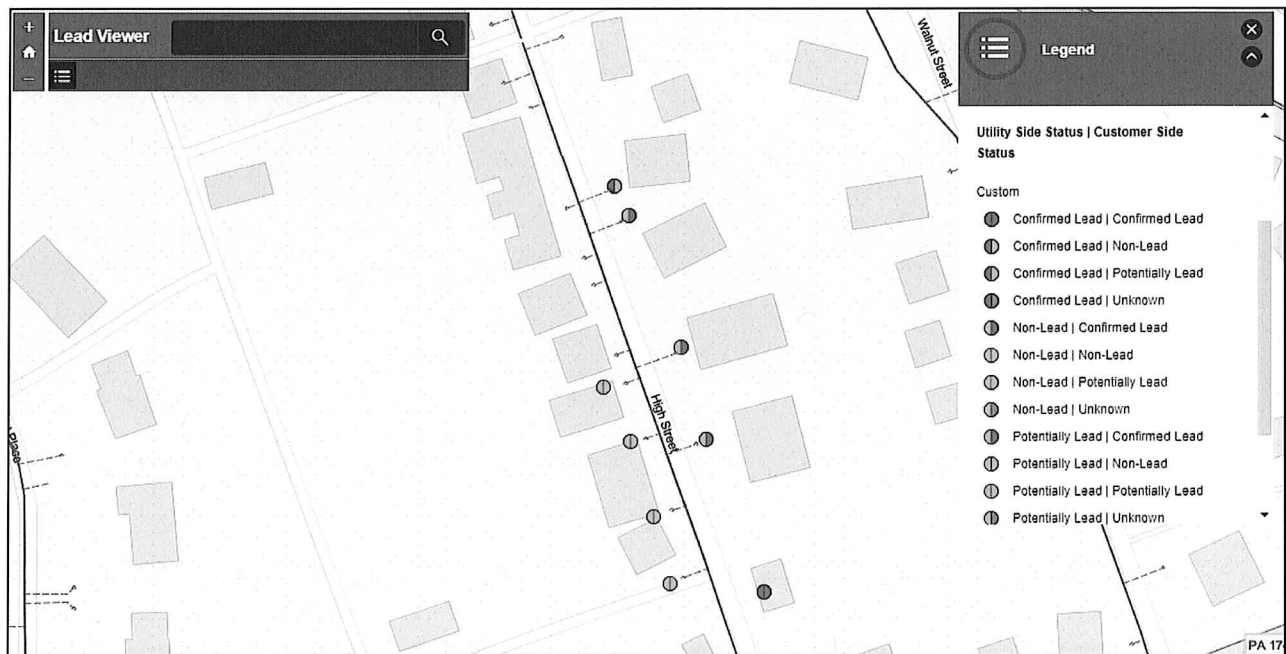 Lead Viewer
Legend
Utility Side Status | Customer Side
Status
Custom
Confirmed Lead | Confirmed Lead
Confirmed Lead | Non-Lead
Confirmed Lead | Potentially Lead
Confirmed Lead | Unknown
Non-Lead | Confirmed Lead
Non-Lead | Non-Lead
Non-Lead | Potentially Lead
Non-Lead | Unknown
Potentially Lead | Confirmed Lead
Potentially Lead | Non-Lead
Potentially Lead | Potentially Lead
Potentially Lead | Unknown
Walnut Street
High Street
Place
PA 17